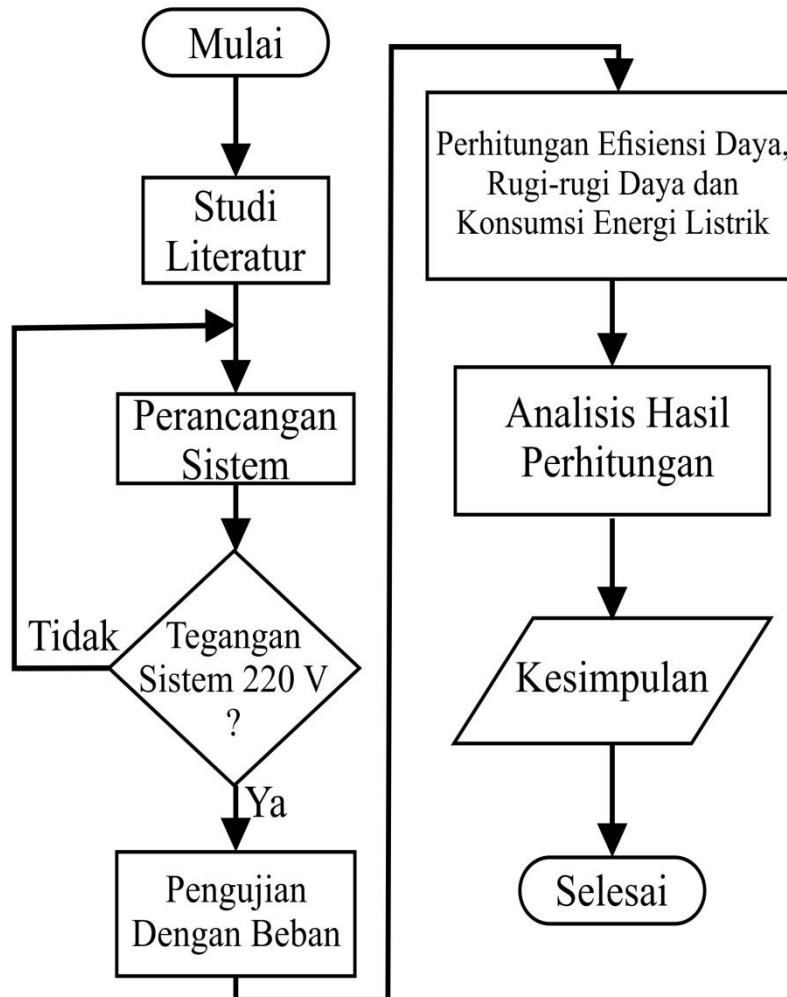 Mulai
Studi
Literatur
Perancangan
Sistem
Tidak
Tegangan
Sistem 220 V
?
Ya
Pengujian
Dengan Beban
Perhitungan Efisiensi Daya,
Rugi-rugi Daya dan
Konsumsi Energi Listrik
Analisis Hasil
Perhitungan
Kesimpulan
Selesai